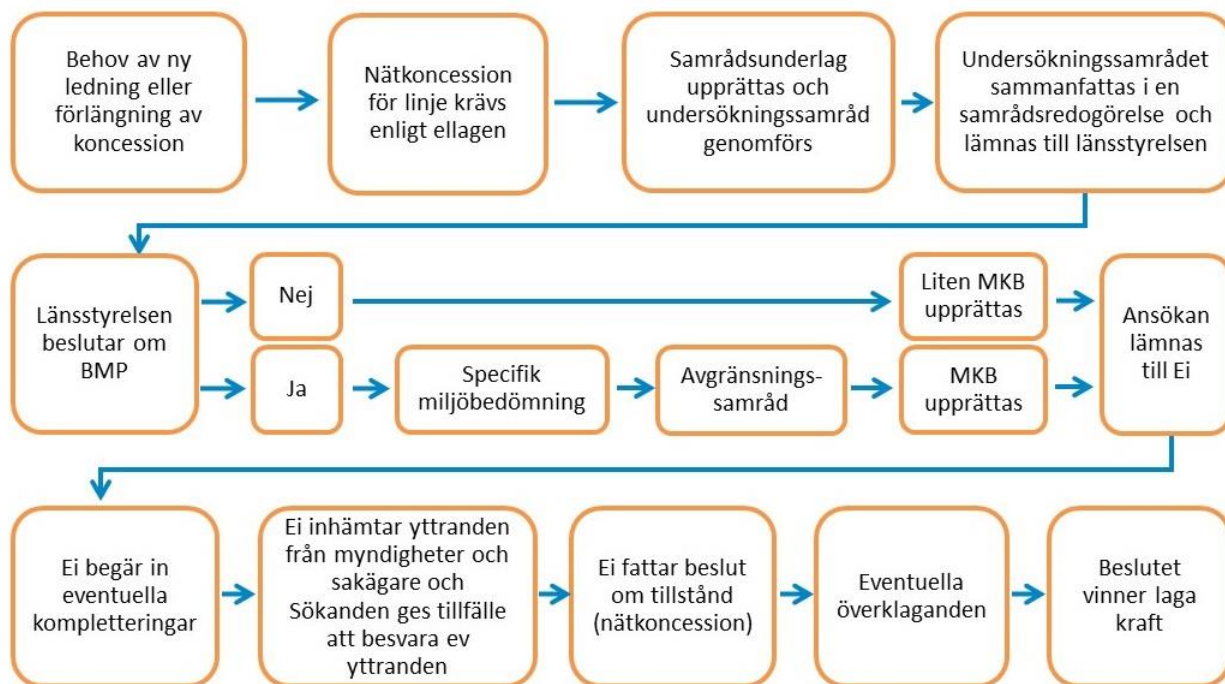 Behov av ny
ledning eller
förlängning av
koncession
Nätkoncession
för linje krävs
enligt ellagen
Samrådsunderlag
upprättas och
undersökningssamråd
genomförs
Undersökningssamrådet
sammanfattas i en
samrådsredogörelse och
lämnas till länsstyrelsen
Länsstyrelsen
beslutar om
BMP
Nej
Liten MKB
upprättas
Ja
Specifik
miljöbedömning
Avgränsnings-
samråd
MKB
upprättas
Ansökan
lämnas
till Ei
Ei begär in
eventuella
kompletteringar
Ei inhämtar yttranden
från myndigheter och
sakägare och
Sökanden ges tillfälle
att besvara ev
yttranden
Ei fattar beslut
om tillstånd
(nätkoncession)
Eventuella
överklaganden
Beslutet
vinner laga
kraft